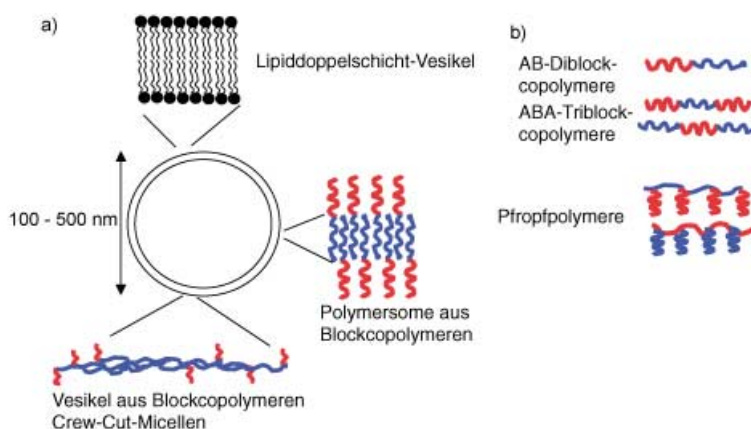 a)
Lipiddoppelschicht-Vesikel
100 - 500 nm
Polymersome aus
Blockcopolymeren
Vesikel aus Blockcopolymeren
Crew-Cut-Micellen
b)
AB-Diblock-
copolymere
ABA-Triblock-
copolymere
Pfropfpolymere